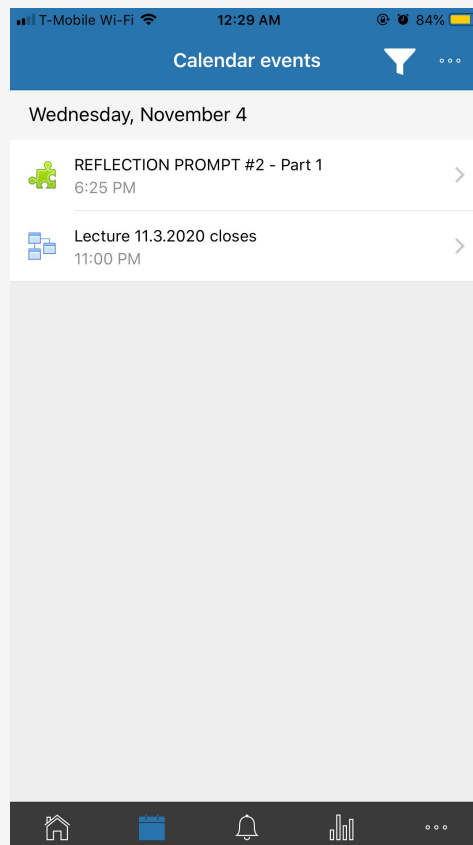 T-Mobile Wi-Fi 12:29 AM 84%
Calendar events
Wednesday, November 4
REFLECTION PROMPT #2 - Part 1
6:25 PM
Lecture 11.3.2020 closes
11:00 PM